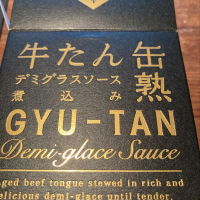 牛たん缶熟
デミグラスソース
煮込み
GYU-TAN
Demi-glace Sauce
aged beef tongue stewed in rich and
delicious demi-glace until tender.